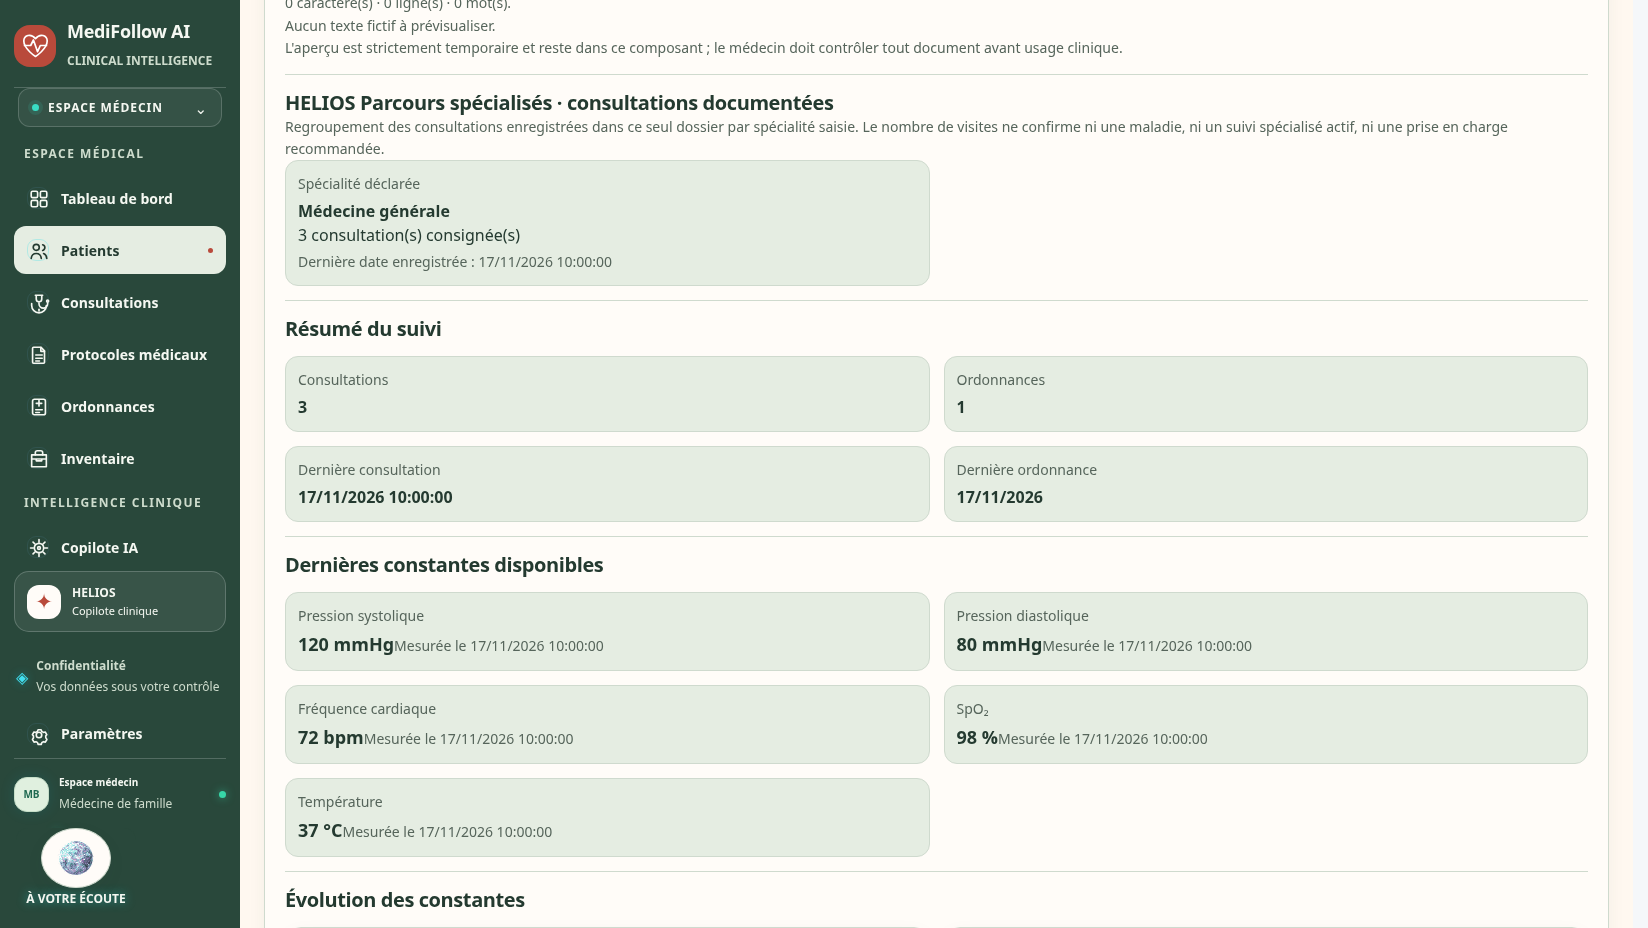 MediFollow AI
CLINICAL INTELLIGENCE
ESPACE MÉDECIN
ESPACE MÉDICAL
Tableau de bord
Patients
Consultations
Protocoles médicaux
Ordonnances
Inventaire
INTELLIGENCE CLINIQUE
Copilote IA
HELIOS
Copilote clinique
Confidentialité
Vos données sous votre contrôle
Paramètres
MB
Espace médecin
Médecine de famille
À VOTRE ÉCOUTE
0 caractère(s) · 0 ligne(s) · 0 mot(s).
Aucun texte fictif à prévisualiser.
L'aperçu est strictement temporaire et reste dans ce composant ; le médecin doit contrôler tout document avant usage clinique.
HELIOS Parcours spécialisés · consultations documentées
Regroupement des consultations enregistrées dans ce seul dossier par spécialité saisie. Le nombre de visites ne confirme ni une maladie, ni un suivi spécialisé actif, ni une prise en charge
recommandée.
Spécialité déclarée
Médecine générale
3 consultation(s) consignée(s)
Dernière date enregistrée : 17/11/2026 10:00:00
Résumé du suivi
Consultations
3
Ordonnances
1
Dernière consultation
17/11/2026 10:00:00
Dernière ordonnance
17/11/2026
Dernières constantes disponibles
Pression systolique
120 mmHgMesurée le 17/11/2026 10:00:00
Pression diastolique
80 mmHgMesurée le 17/11/2026 10:00:00
Fréquence cardiaque
72 bpmMesurée le 17/11/2026 10:00:00
SpO₂
98 %Mesurée le 17/11/2026 10:00:00
Température
37 °CMesurée le 17/11/2026 10:00:00
Évolution des constantes